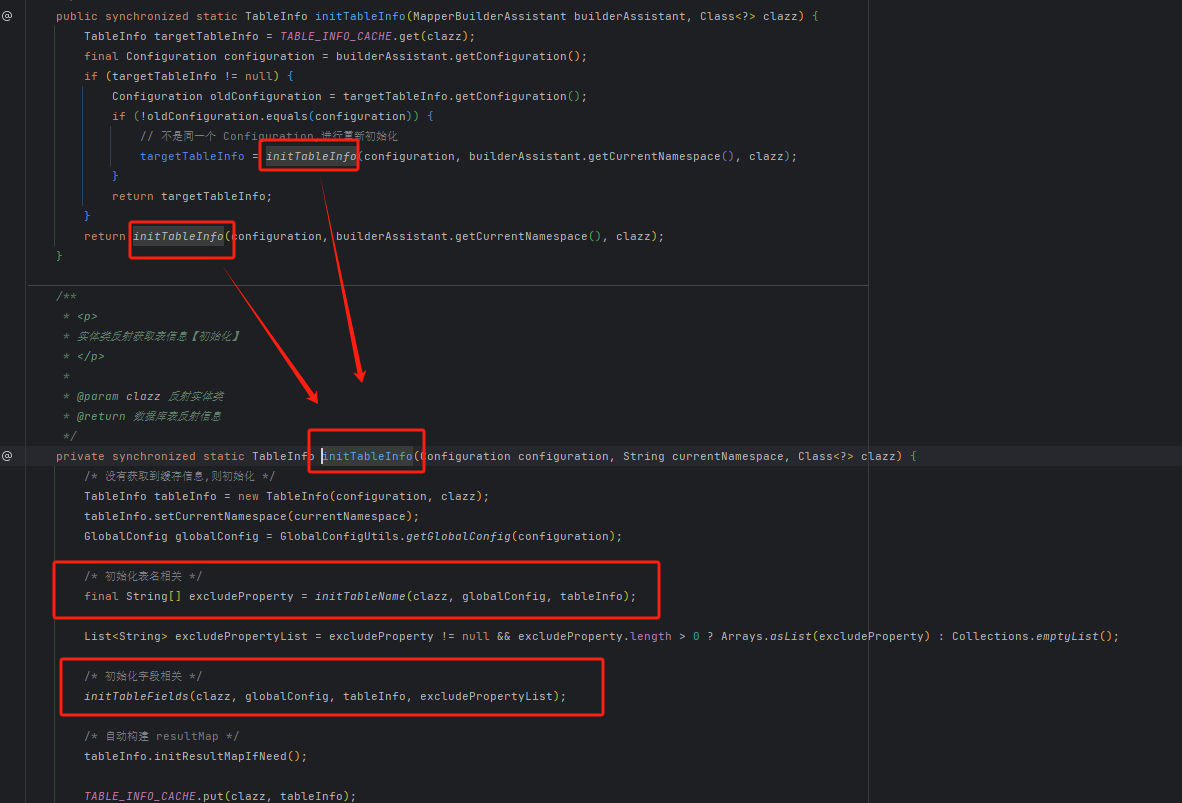 public synchronized static TableInfo initTableInfo(MapperBuilderAssistant builderAssistant, Class<?> clazz) {
TableInfo targetTableInfo = TABLE_INFO_CACHE.get(clazz);
final Configuration configuration = builderAssistant.getConfiguration();
if (targetTableInfo != null) {
Configuration oldConfiguration = targetTableInfo.getConfiguration();
if (!oldConfiguration.equals(configuration)) {
// 不是同一个 Configuration,进行重新初始化
targetTableInfo = initTableInfo(configuration, builderAssistant.getCurrentNamespace(), clazz);
}
return targetTableInfo;
}
return initTableInfo(configuration, builderAssistant.getCurrentNamespace(), clazz);
}
/**
* <p>
* 实体类反射获取表信息【初始化】
* </p>
*
* @param clazz 反射实体类
* @return 数据库表反射信息
*/
private synchronized static TableInfo initTableInfo(Configuration configuration, String currentNamespace, Class<?> clazz) {
/* 没有获取到缓存信息,则初始化 */
TableInfo tableInfo = new TableInfo(configuration, clazz);
tableInfo.setCurrentNamespace(currentNamespace);
GlobalConfig globalConfig = GlobalConfigUtils.getGlobalConfig(configuration);
/* 初始化表名相关 */
final String[] excludeProperty = initTableName(clazz, globalConfig, tableInfo);
List<String> excludePropertyList = excludeProperty != null && excludeProperty.length > 0 ? Arrays.asList(excludeProperty) : Collections.emptyList();
/* 初始化字段相关 */
initTableFields(clazz, globalConfig, tableInfo, excludePropertyList);
/* 自动构建 resultMap */
tableInfo.initResultMapIfNeed();
TABLE_INFO_CACHE.put(clazz, tableInfo);